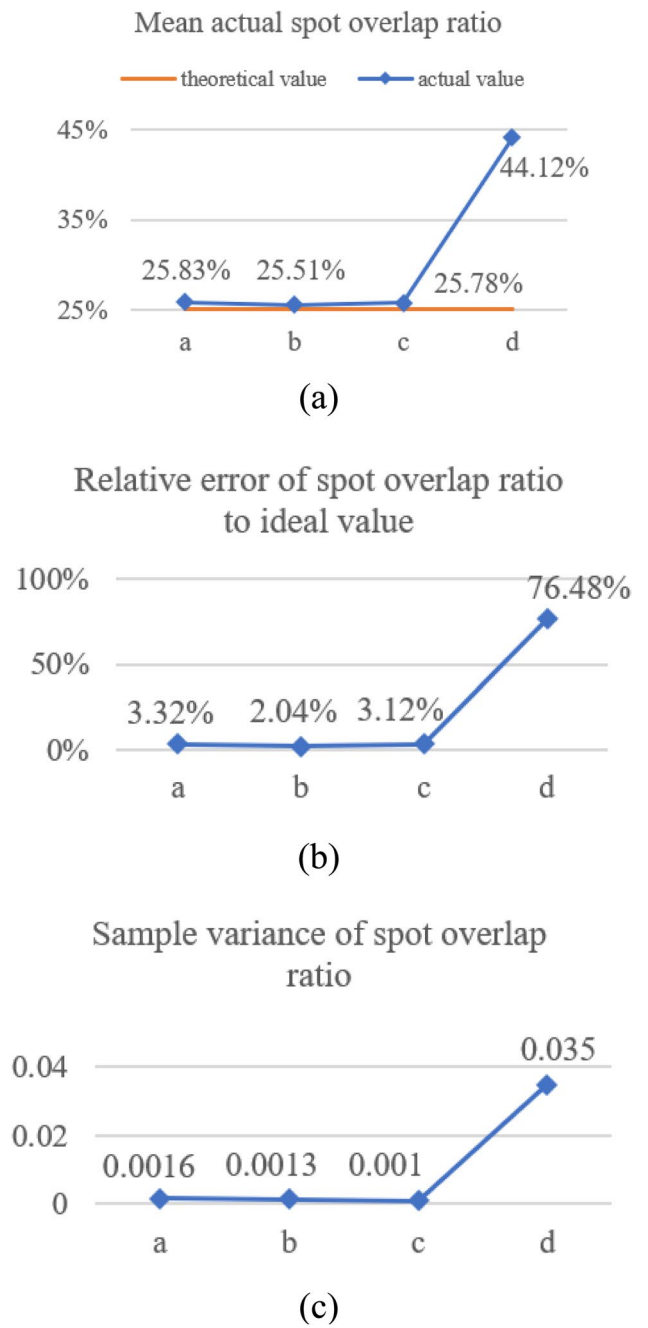 Mean actual spot overlap ratio
theoretical value actual value
45%
44.12%
35%
25.83% 25.51% 25.78%
25%
a b c d
(a)
Relative error of spot overlap ratio
to ideal value
100%
76.48%
50%
3.32% 2.04% 3.12%
0%
a b c d
(b)
Sample variance of spot overlap
ratio
0.035
0.04
0.02
0.0016 0.0013 0.001
0
a b c d
(c)